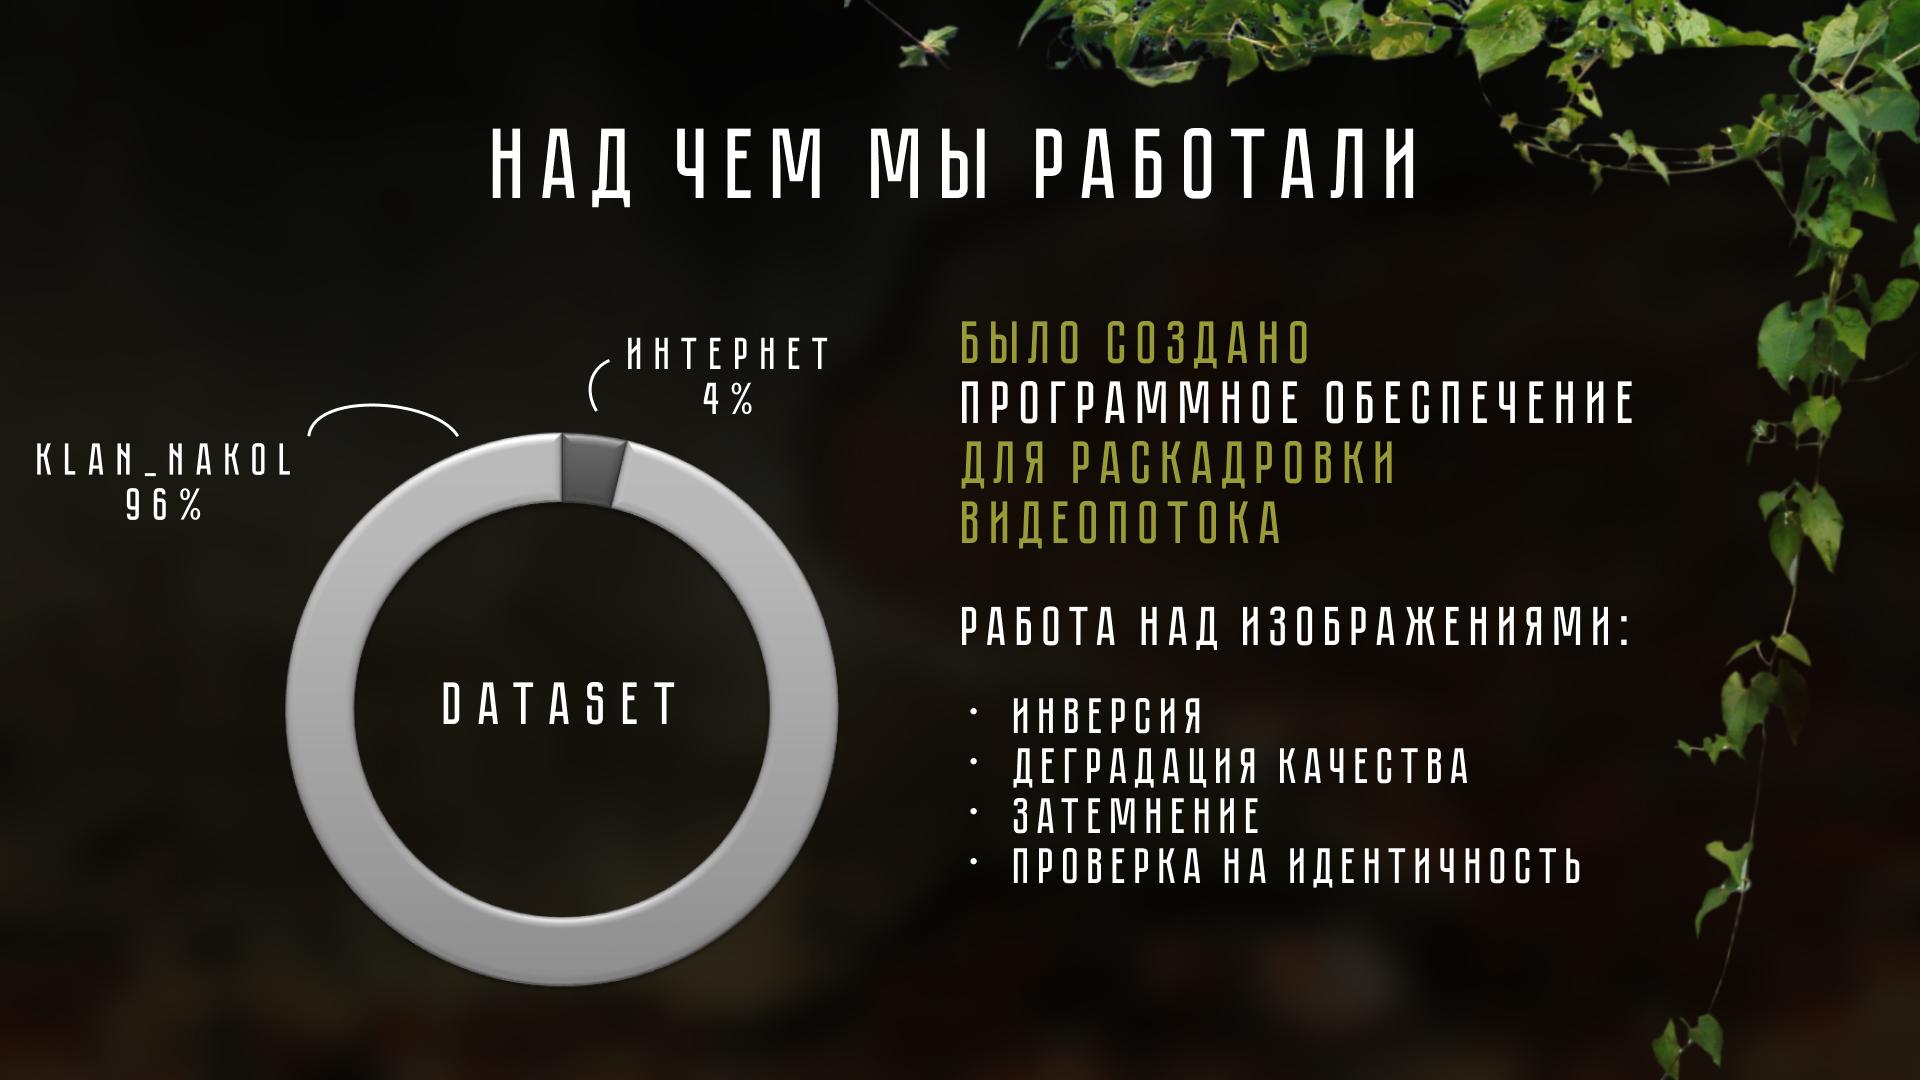 НАД ЧЕМ МЫ РАБОТАЛИ
ИНТЕРНЕТ
4%
KLAN_NAKOL
96%
DATASET
БЫЛО СОЗДАНО
ПРОГРАММНОЕ ОБЕСПЕЧЕНИЕ
ДЛЯ РАСКАДРОВКИ
ВИДЕОПОТОКА
РАБОТА НАД ИЗОБРАЖЕНИЯМИ:
· ИНВЕРСИЯ
· ДЕГРАДАЦИЯ КАЧЕСТВА
· ЗАТЕМНЕНИЕ
· ПРОВЕРКА НА ИДЕНТИЧНОСТЬ